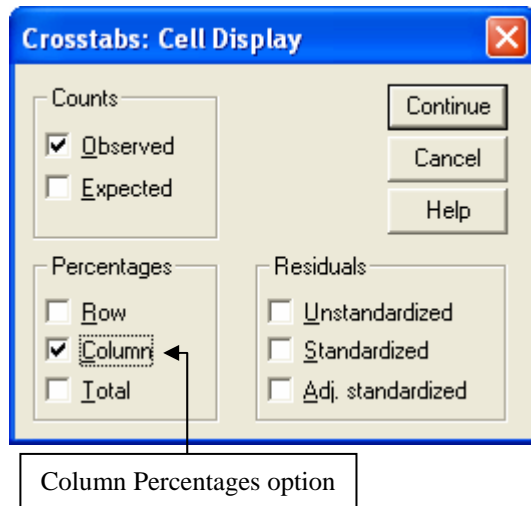 Crosstabs: Cell Display
Counts
Observed
Expected
Continue
Cancel
Help
Percentages
Row
Column
Total
Residuals
Unstandardized
Standardized
Adj. standardized
Column Percentages option